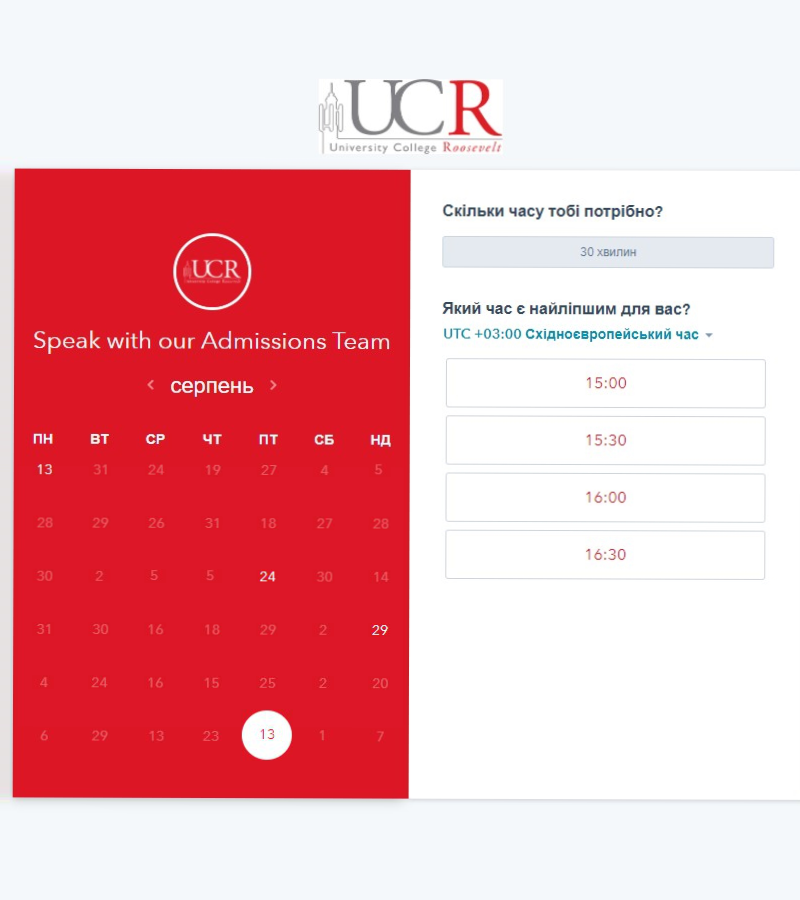 UCR
University College Roosevelt
UCR
Speak with our Admissions Team
серпень
ПН ВТ СР ЧТ ПТ СБ НД
13 31 24 19 27 4 5
28 29 26 31 18 27 28
30 2 5 5 24 30 14
31 30 16 18 29 2 29
4 24 16 15 25 2 20
6 29 13 23 13 1 7
Скільки часу тобі потрібно?
30 хвилин
Який час є найліпшим для вас?
UTC +03:00 Східноєвропейський час
15:00
15:30
16:00
16:30